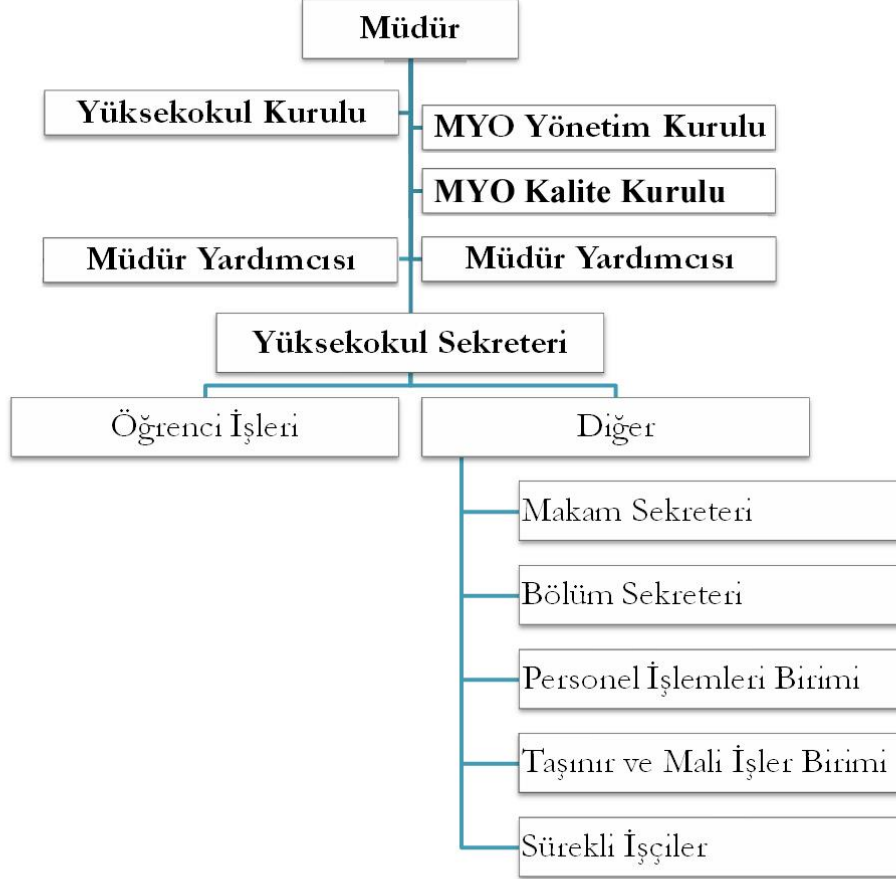 Müdür
Yüksekokul Kurulu
MYO Yönetim Kurulu
MYO Kalite Kurulu
Müdür Yardımcısı
Müdür Yardımcısı
Yüksekokul Sekreteri
Öğrenci İşleri
Diğer
Makam Sekreteri
Bölüm Sekreteri
Personel İşlemleri Birimi
Taşınır ve Mali İşler Birimi
Sürekli İşçiler